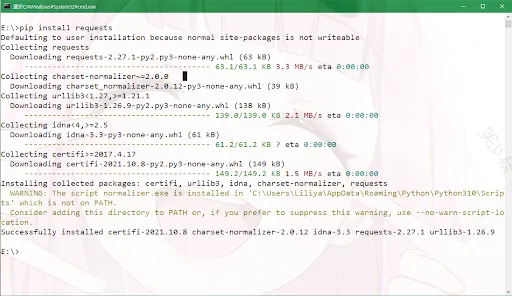 選択C:\Windows\System32\cmd.exe
E:\>pip install requests
Defaulting to user installation because normal site-packages is not writeable
Collecting requests
  Downloading requests-2.27.1-py2.py3-none-any.whl (63 kB)
     ---------------------------------------- 63.1/63.1 KB 3.3 MB/s eta 0:00:00
Collecting charset-normalizer~=2.0.0
  Downloading charset_normalizer-2.0.12-py3-none-any.whl (39 kB)
Collecting urllib3<1.27,>=1.21.1
  Downloading urllib3-1.26.9-py2.py3-none-any.whl (138 kB)
     ---------------------------------------- 139.0/139.0 KB 2.1 MB/s eta 0:00:00
Collecting idna<4,>=2.5
  Downloading idna-3.3-py3-none-any.whl (61 kB)
     ---------------------------------------- 61.2/61.2 KB ? eta 0:00:00
Collecting certifi>=2017.4.17
  Downloading certifi-2021.10.8-py2.py3-none-any.whl (149 kB)
     ---------------------------------------- 149.2/149.2 KB 1.5 MB/s eta 0:00:00
Installing collected packages: certifi, urllib3, idna, charset-normalizer, requests
  WARNING: The script normalizer.exe is installed in 'C:\Users\Liliya\AppData\Roaming\Python\Python310\Scrip
ts' which is not on PATH.
  Consider adding this directory to PATH or, if you prefer to suppress this warning, use --no-warn-script-lo
cation.
Successfully installed certifi-2021.10.8 charset-normalizer-2.0.12 idna-3.3 requests-2.27.1 urllib3-1.26.9
E:\>